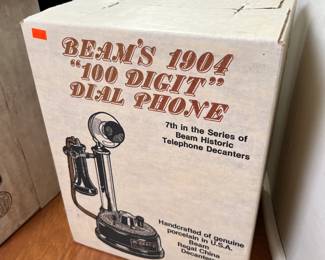 BEAM'S 1904
"100 DIGIT"
DIAL PHONE
7th in the Series of
Beam Historic
Telephone Decanters
Handcrafted of genuine
porcelain in U.S.A.
Beam
Regal China
Decanter